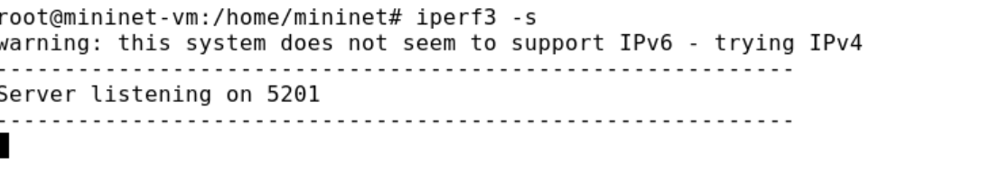 root@mininet-vm:/home/mininet# iperf3 -s
warning: this system does not seem to support IPv6 - trying IPv4
-----------------------------------------------------------
Server listening on 5201
-----------------------------------------------------------